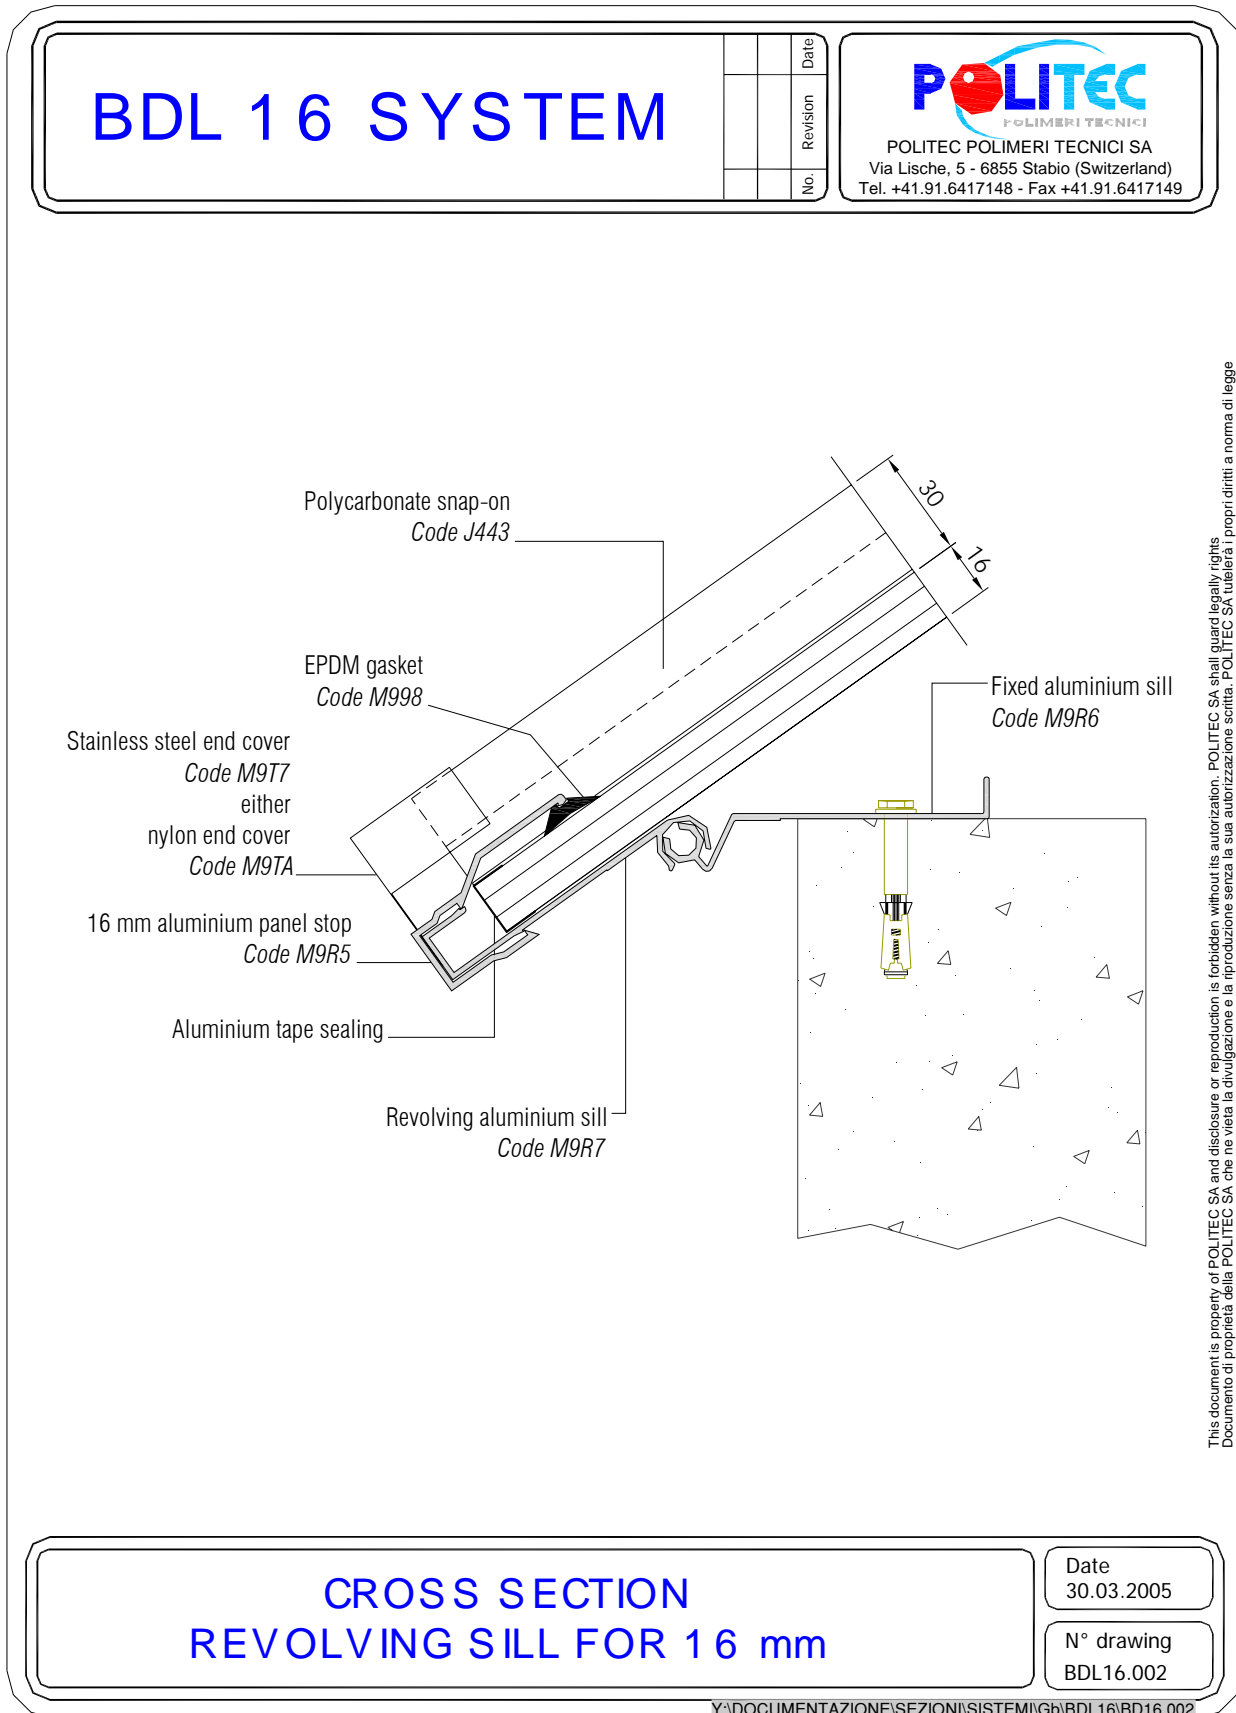 BDL 16 SYSTEM
Date
Revision
No.
POLITEC
POLIMERI TECNICI
POLITEC POLIMERI TECNICI SA
Via Lische, 5 - 6855 Stabio (Switzerland)
Tel. +41.91.6417148 - Fax +41.91.6417149
30
16
Polycarbonate snap-on
Code J443
EPDM gasket
Code M998
Fixed aluminium sill
Code M9R6
Stainless steel end cover
Code M9T7
either
nylon end cover
Code M9TA
16 mm aluminium panel stop
Code M9R5
Aluminium tape sealing
Revolving aluminium sill
Code M9R7
This document is property of POLITEC SA and disclosure or reproduction is forbidden without its autorization. POLITEC SA shall guard legally rights
Documento di proprietà della POLITEC SA che ne vieta la divulgazione e la riproduzione senza la sua autorizzazione scritta. POLITEC SA tutelerà i propri diritti a norma di legge
CROSS SECTION
REVOLVING SILL FOR 16 mm
Date
30.03.2005
N° drawing
BDL16.002
Y:\DOCUMENTAZIONE\SEZIONI\SISTEMI\Gb\BDL16\BD16.002